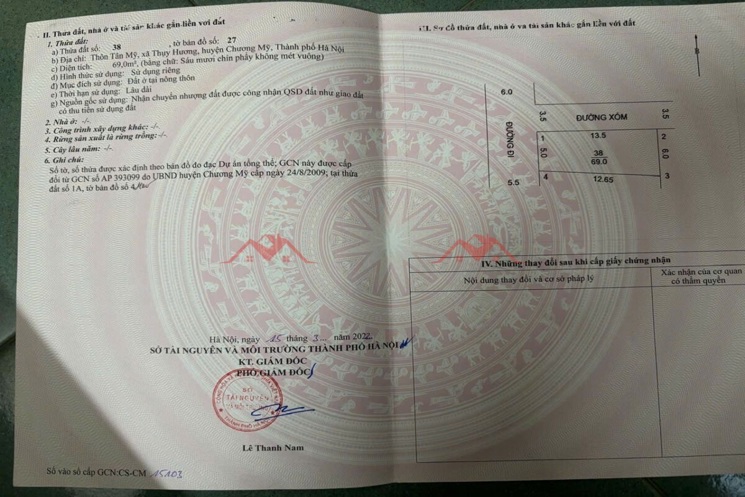 II. Thửa đất, nhà ở và tài sản khác gắn liền với đất
1. Thửa đất:
a) Thửa đất số: 38 , tờ bản đồ số: 27
b) Địa chỉ: Thôn Tân Mỹ, xã Thụy Hương, huyện Chương Mỹ, Thành phố Hà Nội
c) Diện tích: 69,0m², (bằng chữ: Sáu mươi chín phảy không mét vuông)
d) Hình thức sử dụng: Sử dụng riêng
đ) Mục đích sử dụng: Đất ở tại nông thôn
e) Thời hạn sử dụng: Lâu dài
g) Nguồn gốc sử dụng: Nhận chuyển nhượng đất được công nhận QSD đất như giao đất
có thu tiền sử dụng đất
2. Nhà ở: -/-
3. Công trình xây dựng khác: -/-
4. Rừng sản xuất là rừng trồng: -/-
5. Cây lâu năm: -/-
6. Ghi chú:
Số tờ, số thửa được xác định theo bản đồ đo đạc Dự án tổng thể; GCN này được cấp
đổi từ GCN số AP 393099 do UBND huyện Chương Mỹ cấp ngày 24/8/2009; tại thửa
đất số 1A, tờ bản đồ số
Hà Nội, ngày 15 tháng 3 năm 2022
SỞ TÀI NGUYÊN VÀ MÔI TRƯỜNG THÀNH PHỐ HÀ NỘI
KT. GIÁM ĐỐC
PHÓ GIÁM ĐỐC
SỞ
TÀI NGUYÊN
Lê Thanh Nam
Số vào sổ cấp GCN:CS-CM 15103
III. Sơ đồ thửa đất, nhà ở và tài sản khác gắn liền với đất
B
6.0
3.5
ĐƯỜNG XÓM
3.5
ĐƯỜNG ĐI
1
13.5
2
5.0
38
69.0
6.0
4
12.65
3
5.5
IV. Những thay đổi sau khi cấp giấy chứng nhận
Nội dung thay đổi và cơ sở pháp lý
Xác nhận của cơ quan
có thẩm quyền